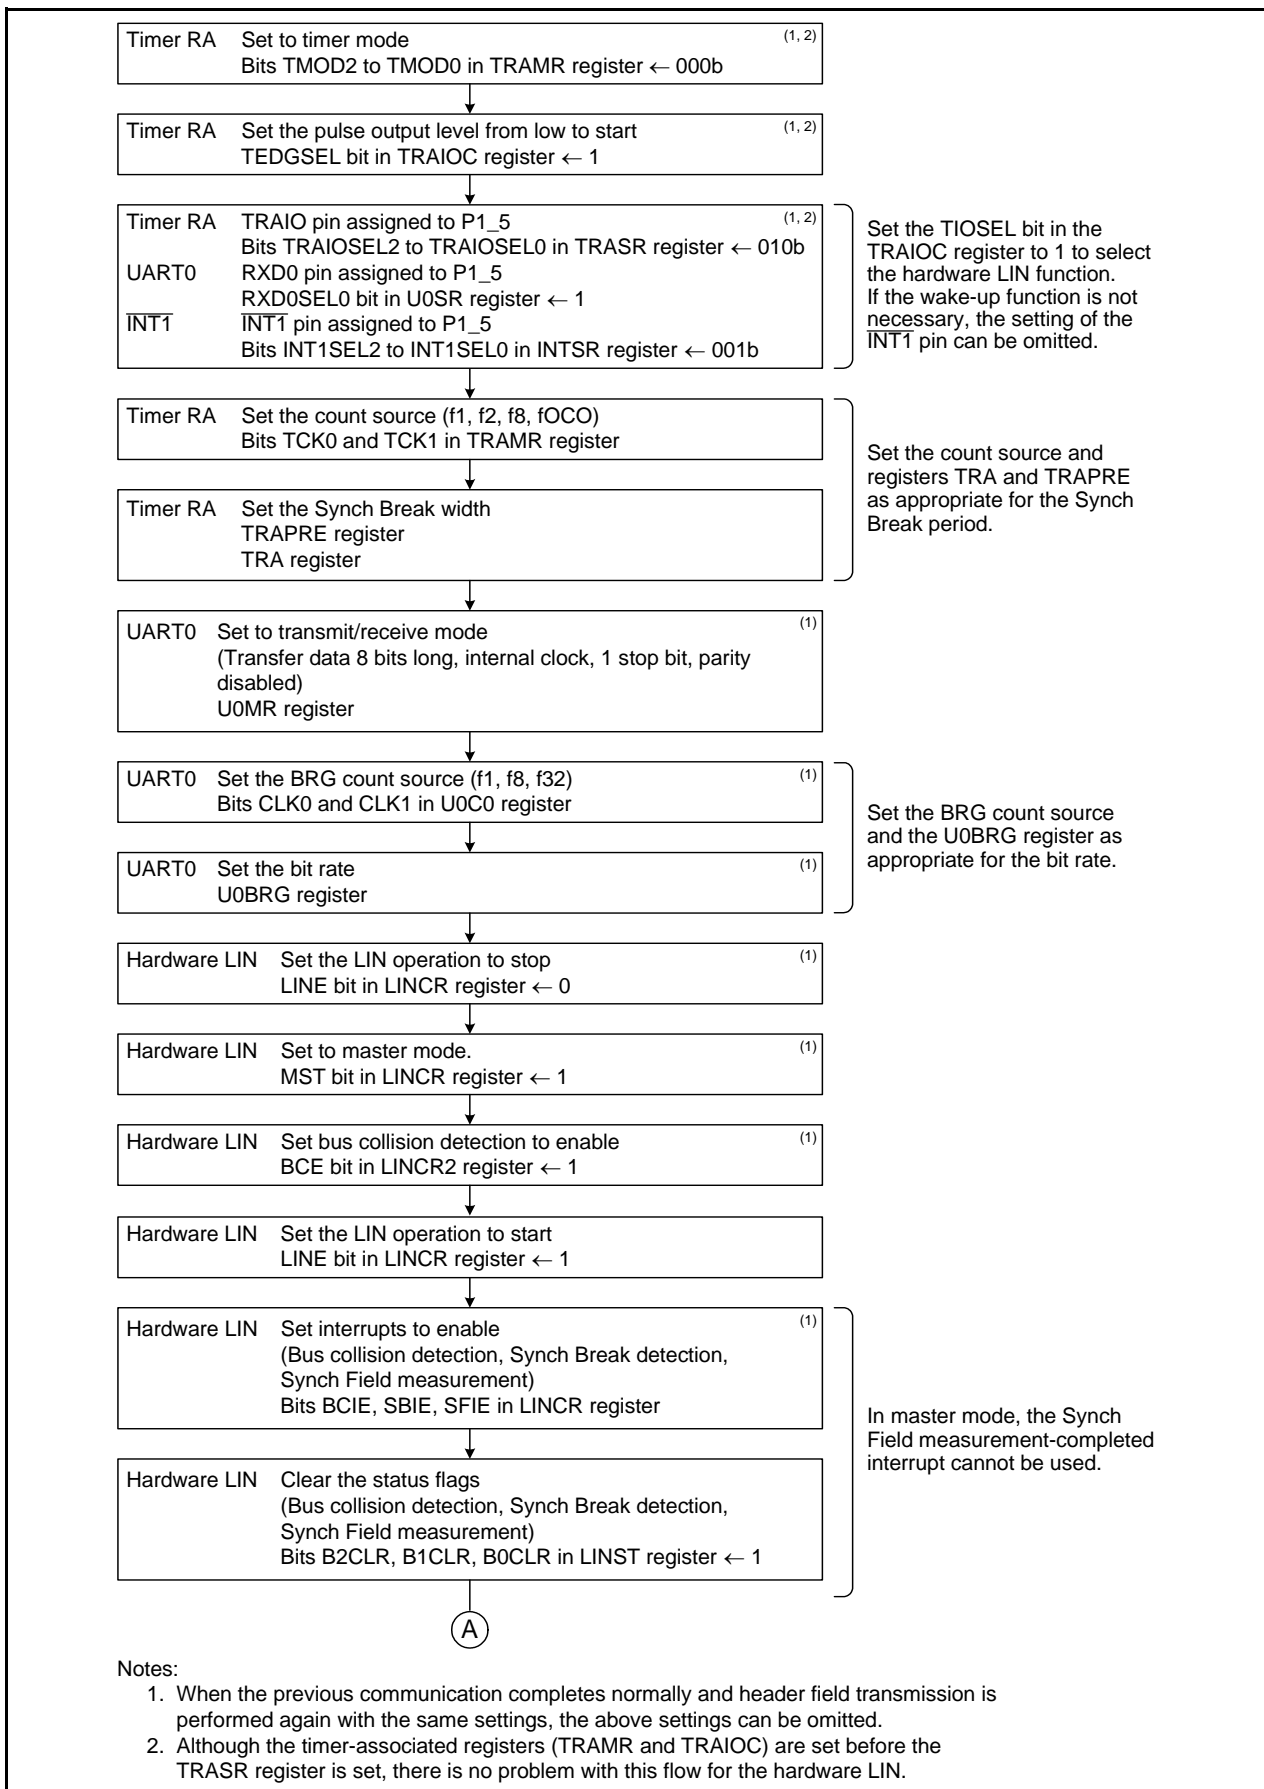 Timer RA Set to timer mode (1, 2)
Bits TMOD2 to TMOD0 in TRAMR register ← 000b
Timer RA Set the pulse output level from low to start (1, 2)
TEDGSEL bit in TRAIOC register ← 1
Timer RA TRAIO pin assigned to P1_5 (1, 2)
Bits TRAIOSEL2 to TRAIOSEL0 in TRASR register ← 010b
UART0 RXD0 pin assigned to P1_5
RXD0SEL0 bit in U0SR register ← 1
INT1 INT1 pin assigned to P1_5
Bits INT1SEL2 to INT1SEL0 in INTSR register ← 001b
Set the TIOSEL bit in the
TRAIOC register to 1 to select
the hardware LIN function.
If the wake-up function is not
necessary, the setting of the
INT1 pin can be omitted.
Timer RA Set the count source (f1, f2, f8, fOCO)
Bits TCK0 and TCK1 in TRAMR register
Timer RA Set the Synch Break width
TRAPRE register
TRA register
Set the count source and
registers TRA and TRAPRE
as appropriate for the Synch
Break period.
UART0 Set to transmit/receive mode (1)
(Transfer data 8 bits long, internal clock, 1 stop bit, parity
disabled)
U0MR register
UART0 Set the BRG count source (f1, f8, f32) (1)
Bits CLK0 and CLK1 in U0C0 register
UART0 Set the bit rate (1)
U0BRG register
Set the BRG count source
and the U0BRG register as
appropriate for the bit rate.
Hardware LIN Set the LIN operation to stop (1)
LINE bit in LINCR register ← 0
Hardware LIN Set to master mode. (1)
MST bit in LINCR register ← 1
Hardware LIN Set bus collision detection to enable (1)
BCE bit in LINCR2 register ← 1
Hardware LIN Set the LIN operation to start
LINE bit in LINCR register ← 1
Hardware LIN Set interrupts to enable (1)
(Bus collision detection, Synch Break detection,
Synch Field measurement)
Bits BCIE, SBIE, SFIE in LINCR register
Hardware LIN Clear the status flags
(Bus collision detection, Synch Break detection,
Synch Field measurement)
Bits B2CLR, B1CLR, B0CLR in LINST register ← 1
In master mode, the Synch
Field measurement-completed
interrupt cannot be used.
A
Notes:
1. When the previous communication completes normally and header field transmission is
performed again with the same settings, the above settings can be omitted.
2. Although the timer-associated registers (TRAMR and TRAIOC) are set before the
TRASR register is set, there is no problem with this flow for the hardware LIN.